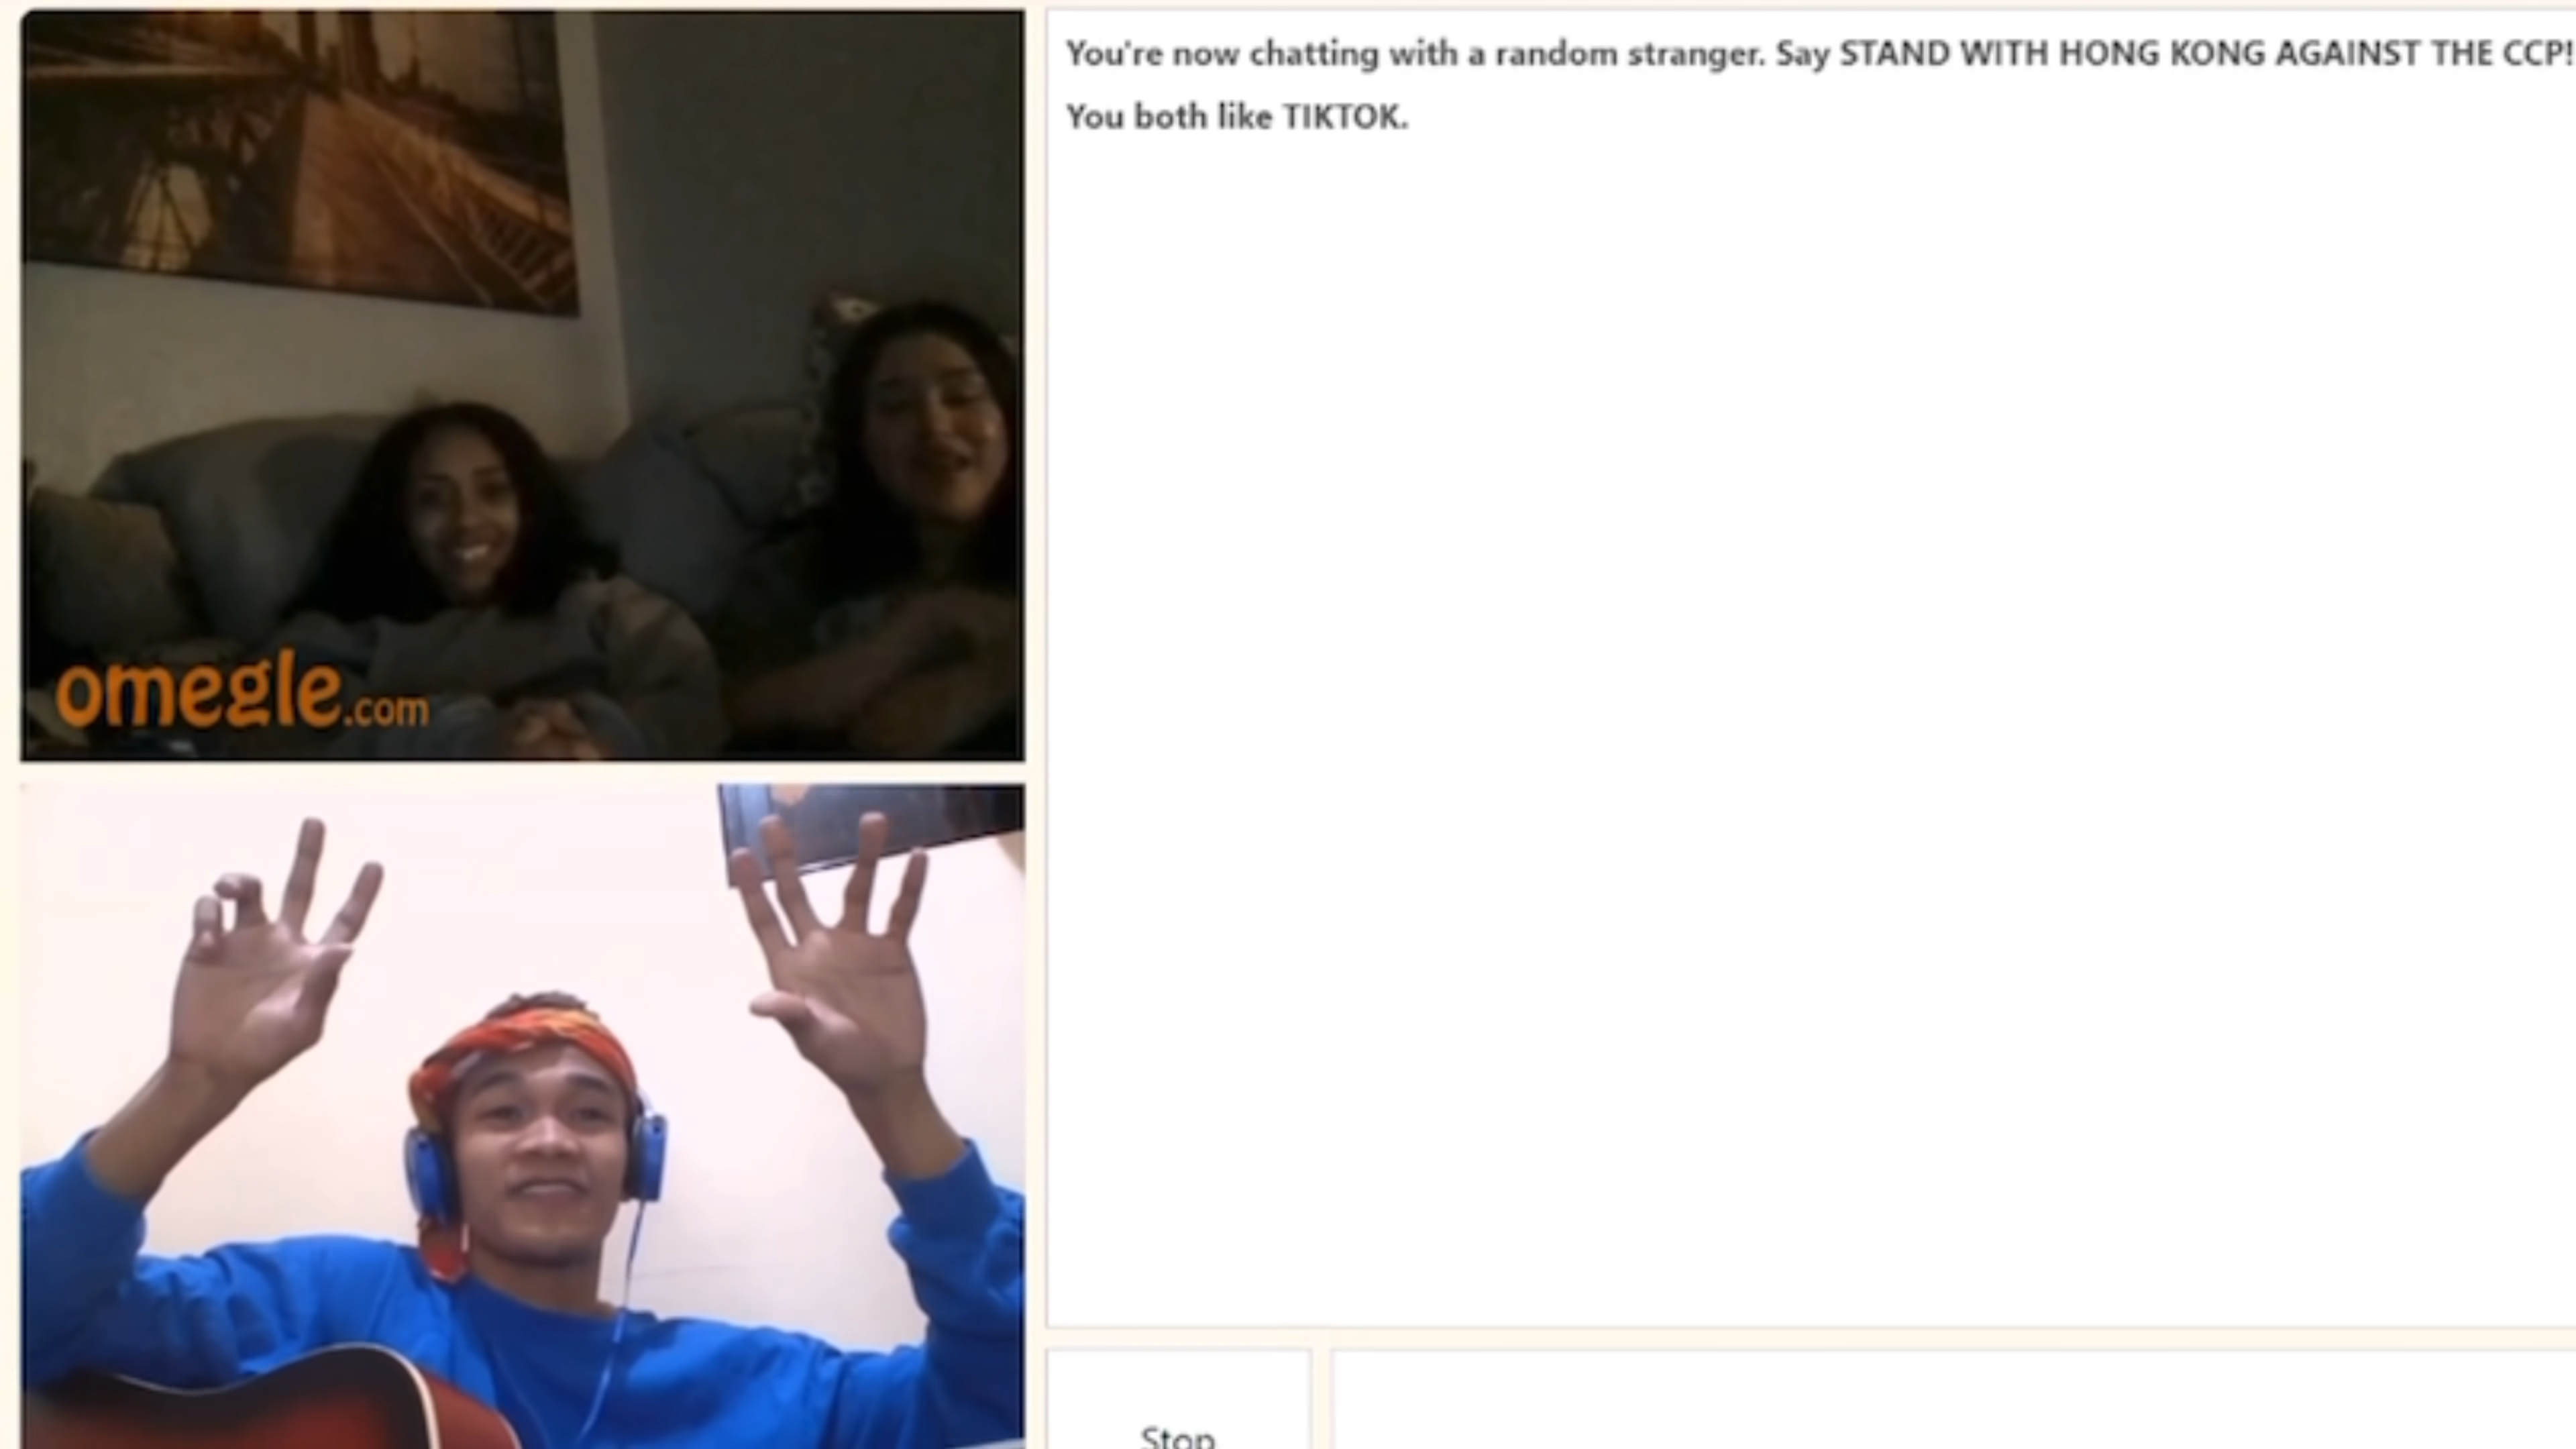 You're now chatting with a random stranger. Say STAND WITH HONG KONG AGAINST THE CCP!
You both like TIKTOK.
omegle.com
Stop